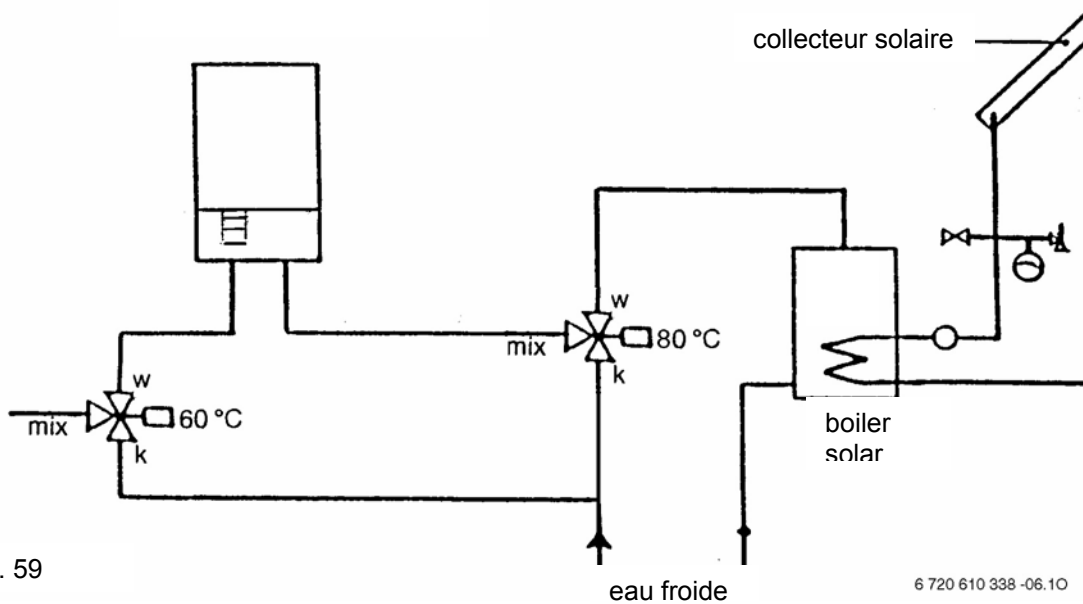 collecteur solaire
w
mix
80 °C
k
w
mix
60 °C
k
boiler
solar
. 59
eau froide
6 720 610 338 -06.1O